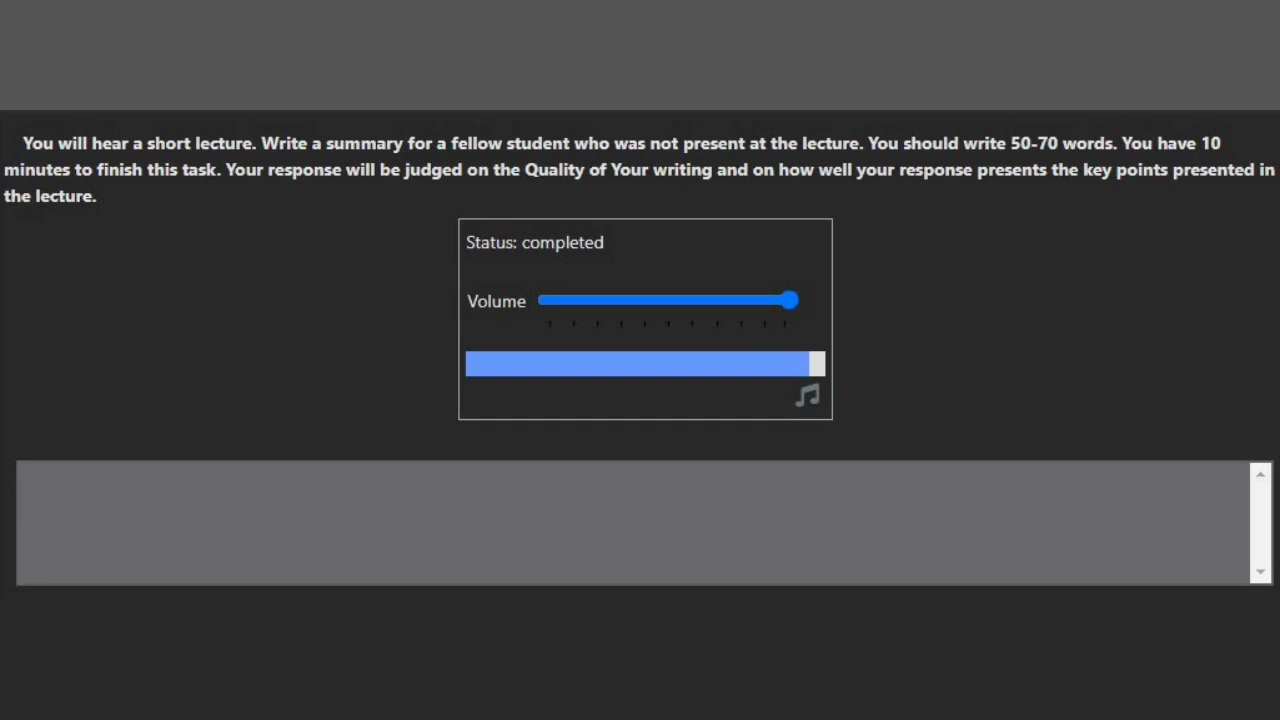 You will hear a short lecture. Write a summary for a fellow student who was not present at the lecture. You should write 50-70 words. You have 10
minutes to finish this task. Your response will be judged on the Quality of Your writing and on how well your response presents the key points presented in
the lecture.
Status: completed
Volume